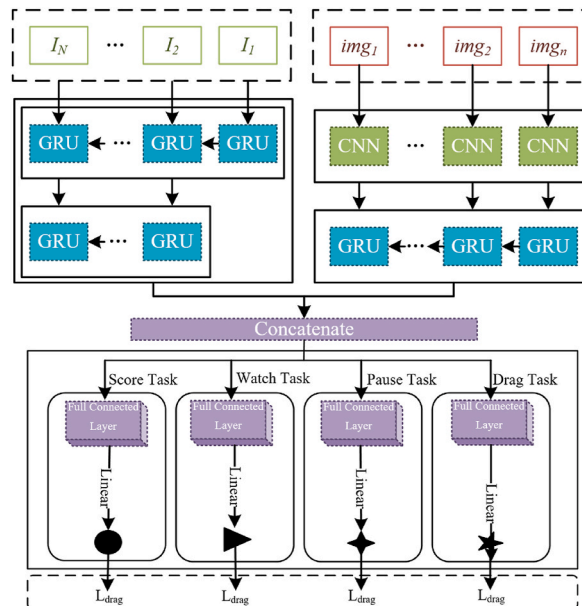 I_N ... I_2 I_1
img_1 ... img_2 img_n
GRU ... GRU GRU
CNN ... CNN CNN
GRU ... GRU
GRU ... GRU GRU
Concatenate
Score Task Watch Task Pause Task Drag Task
Full Connected Layer
Full Connected Layer
Full Connected Layer
Full Connected Layer
Linear Linear Linear Linear
L_drag L_drag L_drag L_drag